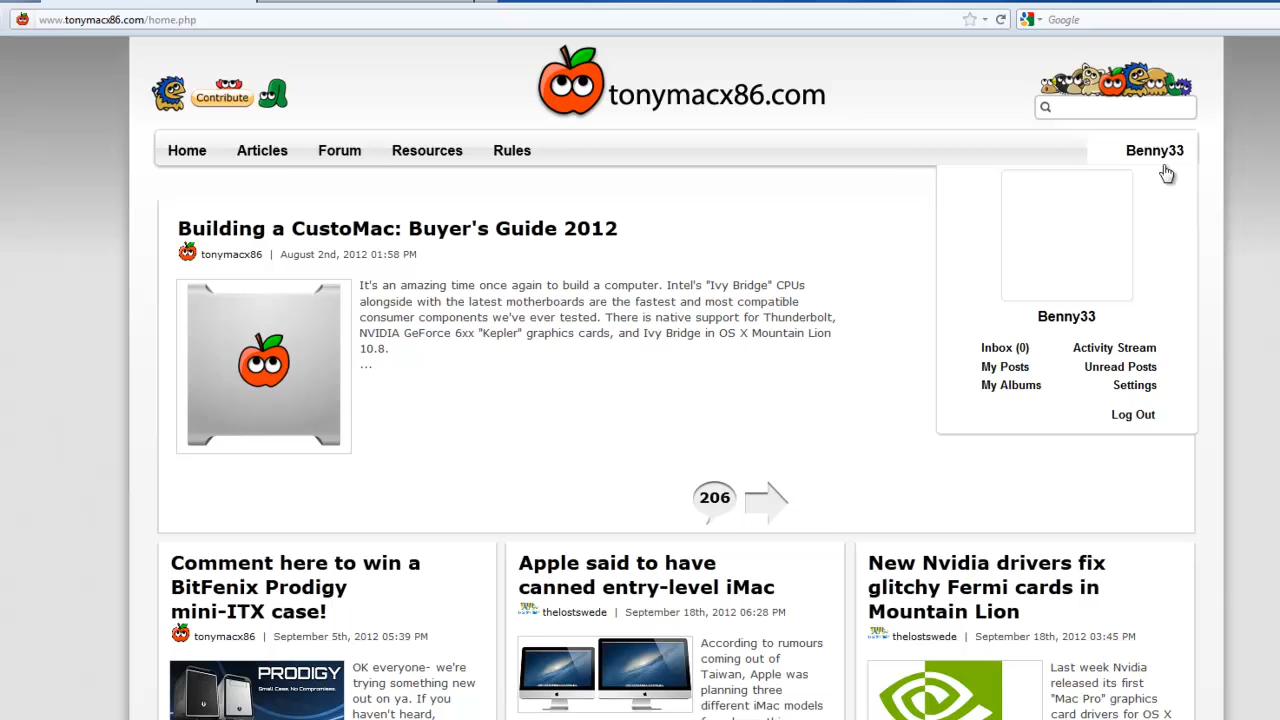 www.tonymacx86.com/home.php
Google
Contribute
tonymacx86.com
Home
Articles
Forum
Resources
Rules
Benny33
Benny33
Inbox (0)
Activity Stream
My Posts
Unread Posts
My Albums
Settings
Log Out
Building a CustoMac: Buyer's Guide 2012
tonymacx86 | August 2nd, 2012 01:58 PM
It's an amazing time once again to build a computer. Intel's "Ivy Bridge" CPUs
alongside with the latest motherboards are the fastest and most compatible
consumer components we've ever tested. There is native support for Thunderbolt,
NVIDIA GeForce 6xx "Kepler" graphics cards, and Ivy Bridge in OS X Mountain Lion
10.8.
...
206
Comment here to win a
BitFenix Prodigy
mini-ITX case!
tonymacx86 | September 5th, 2012 05:39 PM
PRODIGY
Small Case, No Compromises.
OK everyone- we're
trying something new
out on ya. If you
haven't heard,
Apple said to have
canned entry-level iMac
thelostswede | September 18th, 2012 06:28 PM
According to rumours
coming out of
Taiwan, Apple was
planning three
different iMac models
New Nvidia drivers fix
glitchy Fermi cards in
Mountain Lion
thelostswede | September 18th, 2012 03:45 PM
Last week Nvidia
released its first
"Mac Pro" graphics
card drivers for OS X